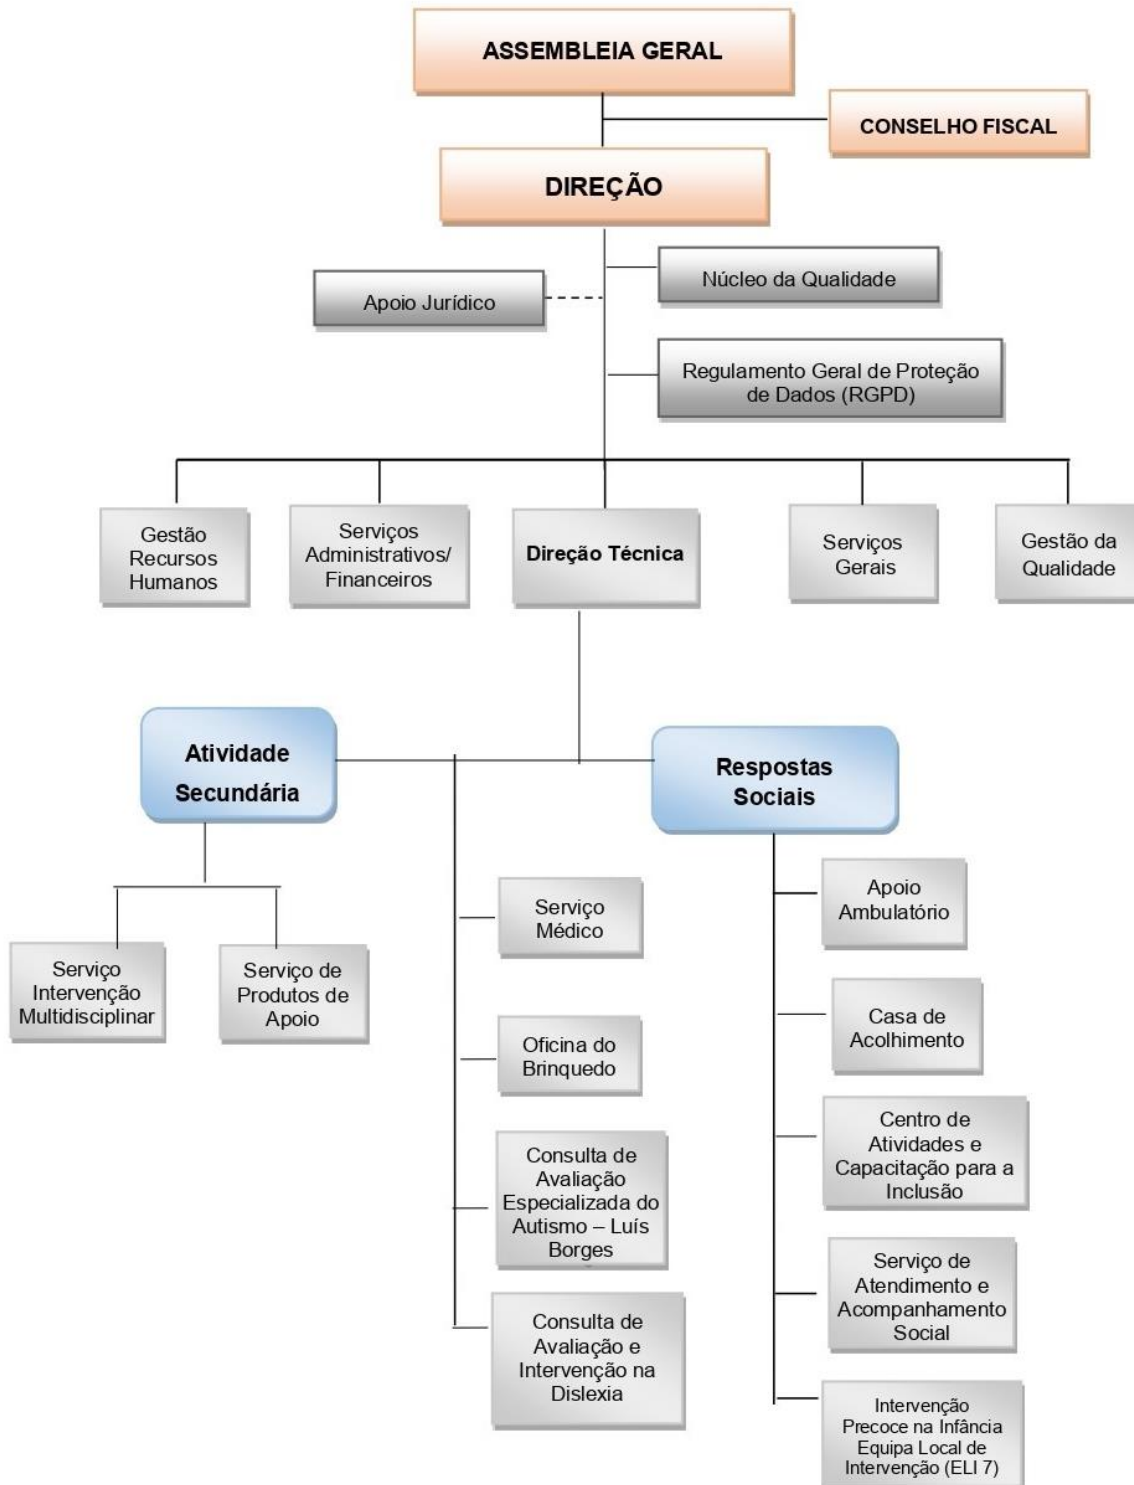 ASSEMBLEIA GERAL
CONSELHO FISCAL
DIREÇÃO
Núcleo da Qualidade
Apoio Jurídico
Regulamento Geral de Proteção
de Dados (RGPD)
Gestão
Recursos
Humanos
Serviços
Administrativos/
Financeiros
Direção Técnica
Serviços
Gerais
Gestão da
Qualidade
Atividade
Secundária
Respostas
Sociais
Serviço
Intervenção
Multidisciplinar
Serviço de
Produtos de
Apoio
Serviço
Médico
Oficina do
Brinquedo
Consulta de
Avaliação
Especializada do
Autismo – Luís
Borges
Consulta de
Avaliação e
Intervenção na
Dislexia
Apoio
Ambulatório
Casa de
Acolhimento
Centro de
Atividades e
Capacitação para a
Inclusão
Serviço de
Atendimento e
Acompanhamento
Social
Intervenção
Precoce na Infância
Equipa Local de
Intervenção (ELI 7)